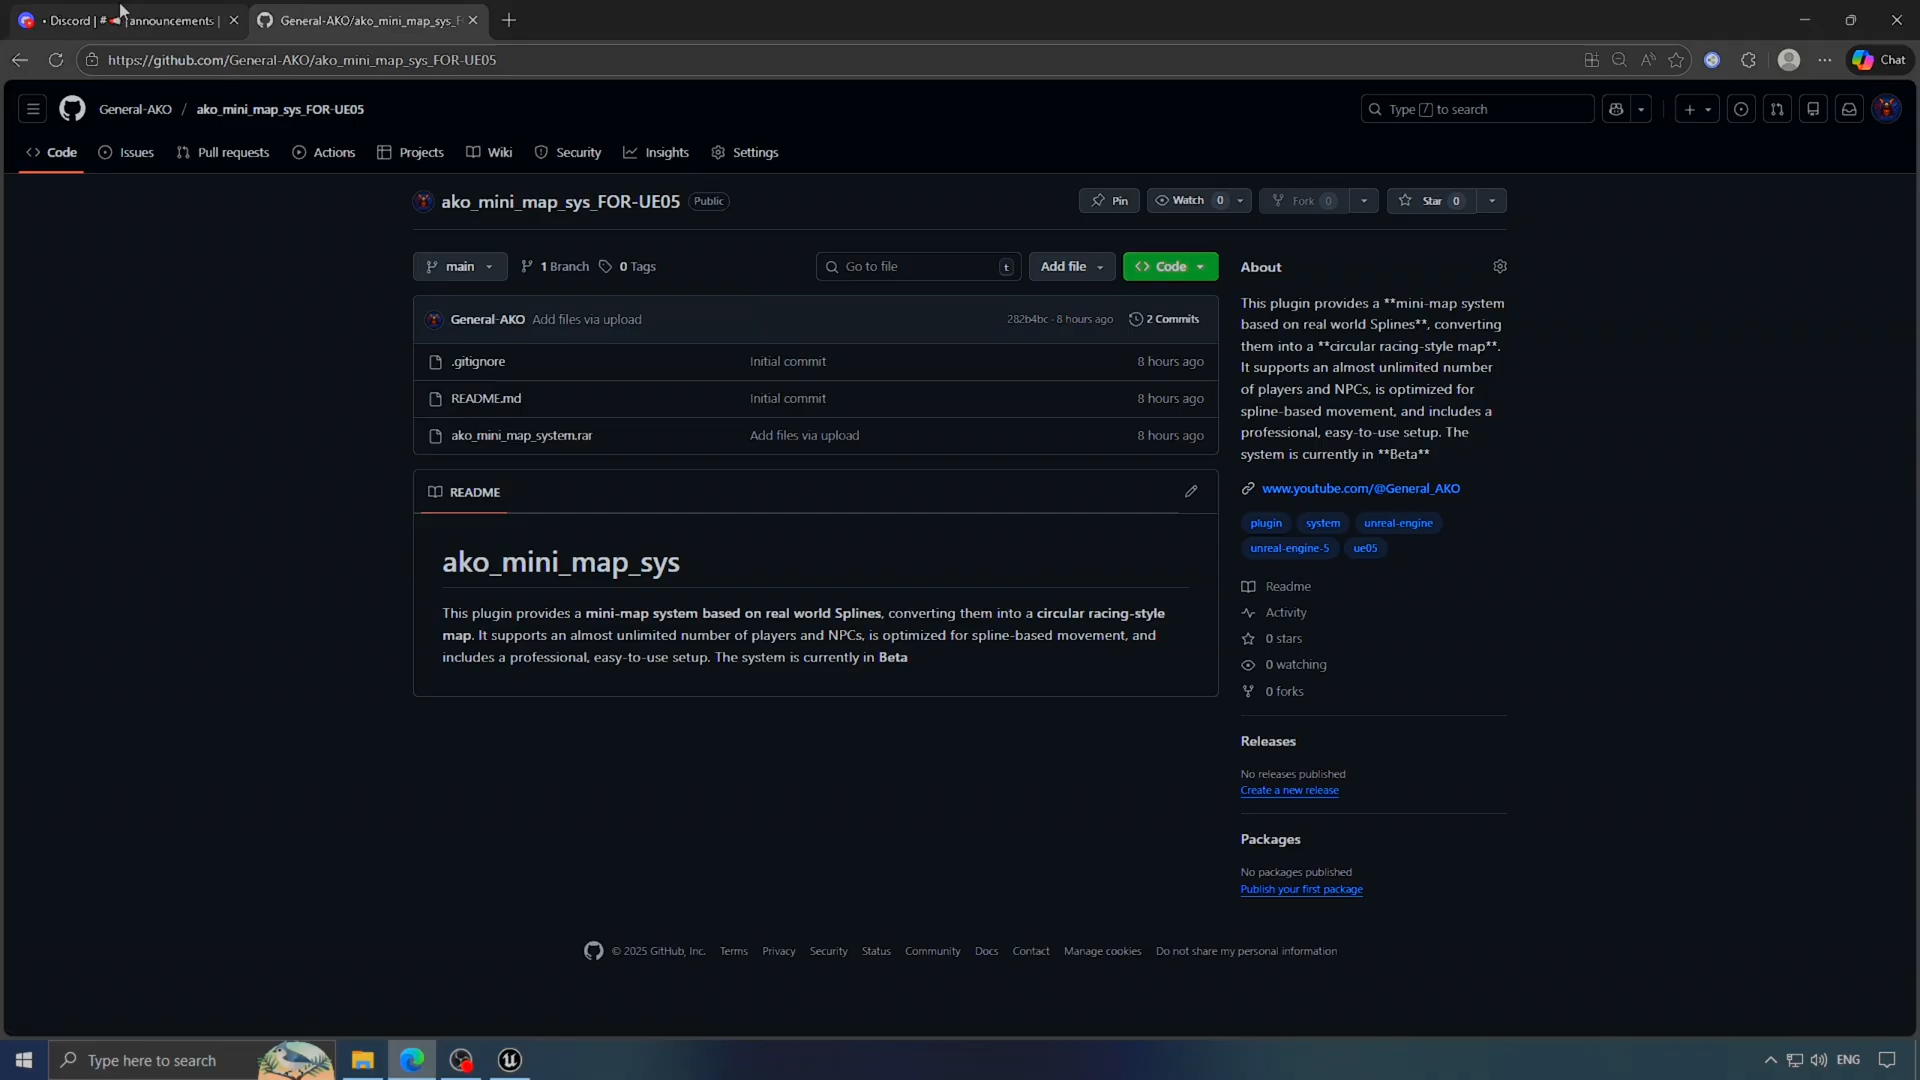 • Discord | # announcements |
General-AKO/ako_mini_map_sys_F
https://github.com/General-AKO/ako_mini_map_sys_FOR-UE05
Chat
General-AKO / ako_mini_map_sys_FOR-UE05
Type / to search
Code
Issues
Pull requests
Actions
Projects
Wiki
Security
Insights
Settings
ako_mini_map_sys_FOR-UE05 Public
Pin
Watch 0
Fork 0
Star 0
main
1 Branch
0 Tags
Go to file t
Add file
Code
General-AKO Add files via upload 282b4bc · 8 hours ago 2 Commits
.gitignore Initial commit 8 hours ago
README.md Initial commit 8 hours ago
ako_mini_map_system.rar Add files via upload 8 hours ago
README
ako_mini_map_sys
This plugin provides a mini-map system based on real world Splines, converting them into a circular racing-style
map. It supports an almost unlimited number of players and NPCs, is optimized for spline-based movement, and
includes a professional, easy-to-use setup. The system is currently in Beta
About
This plugin provides a **mini-map system
based on real world Splines**, converting
them into a **circular racing-style map**.
It supports an almost unlimited number
of players and NPCs, is optimized for
spline-based movement, and includes a
professional, easy-to-use setup. The
system is currently in **Beta**
www.youtube.com/@General_AKO
plugin system unreal-engine
unreal-engine-5 ue05
Readme
Activity
0 stars
0 watching
0 forks
Releases
No releases published
Create a new release
Packages
No packages published
Publish your first package
© 2025 GitHub, Inc. Terms Privacy Security Status Community Docs Contact Manage cookies Do not share my personal information
Type here to search
ENG